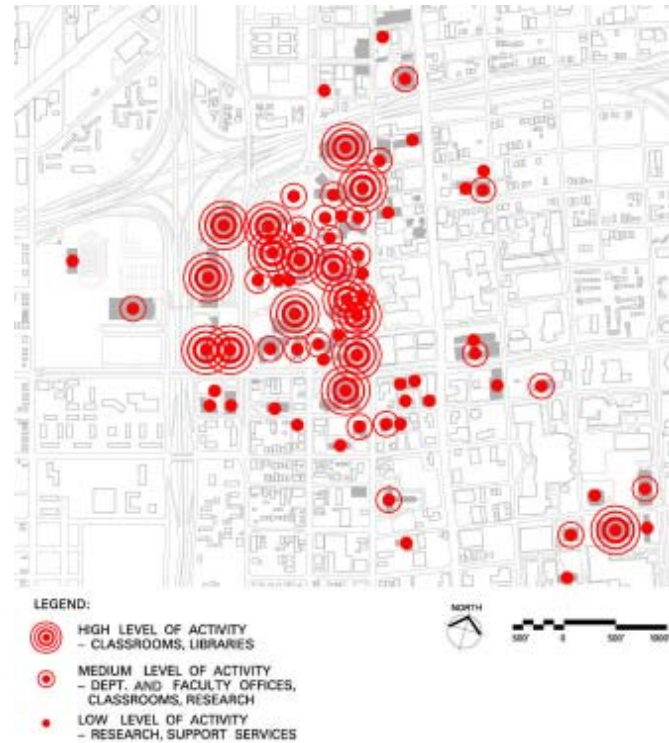 LEGEND:
HIGH LEVEL OF ACTIVITY
– CLASSROOMS, LIBRARIES
MEDIUM LEVEL OF ACTIVITY
– DEPT. AND FACULTY OFFICES,
CLASSROOMS, RESEARCH
LOW LEVEL OF ACTIVITY
– RESEARCH, SUPPORT SERVICES
NORTH
500' 0 500' 1000'